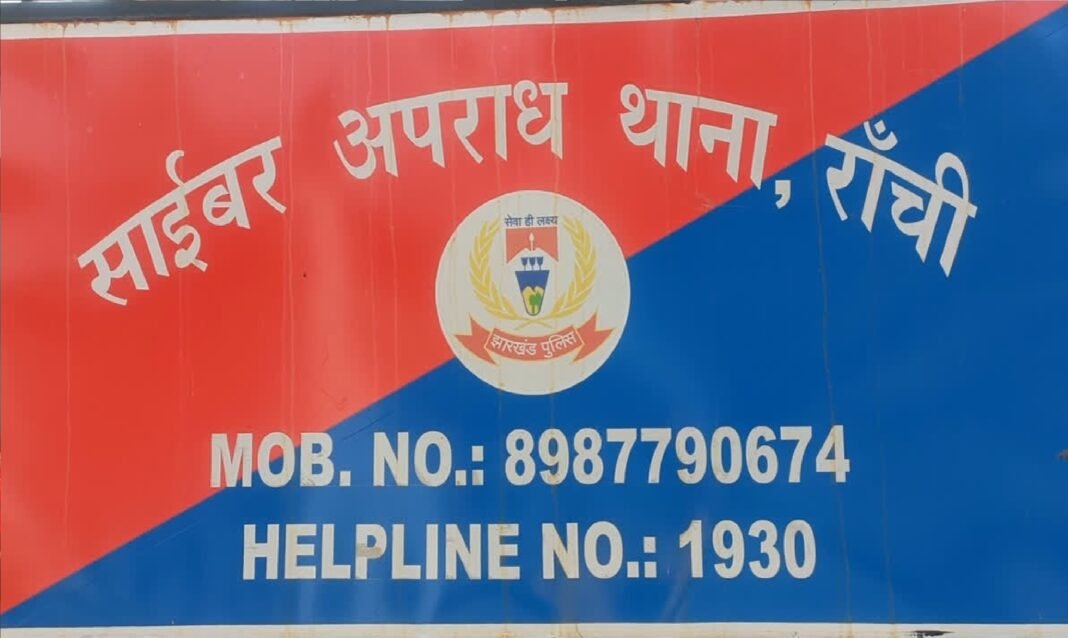 साईबर अपराध थाना, राँची
सेवा ही लक्ष्य
झारखंड पुलिस
MOB. NO.: 8987790674
HELPLINE NO.: 1930